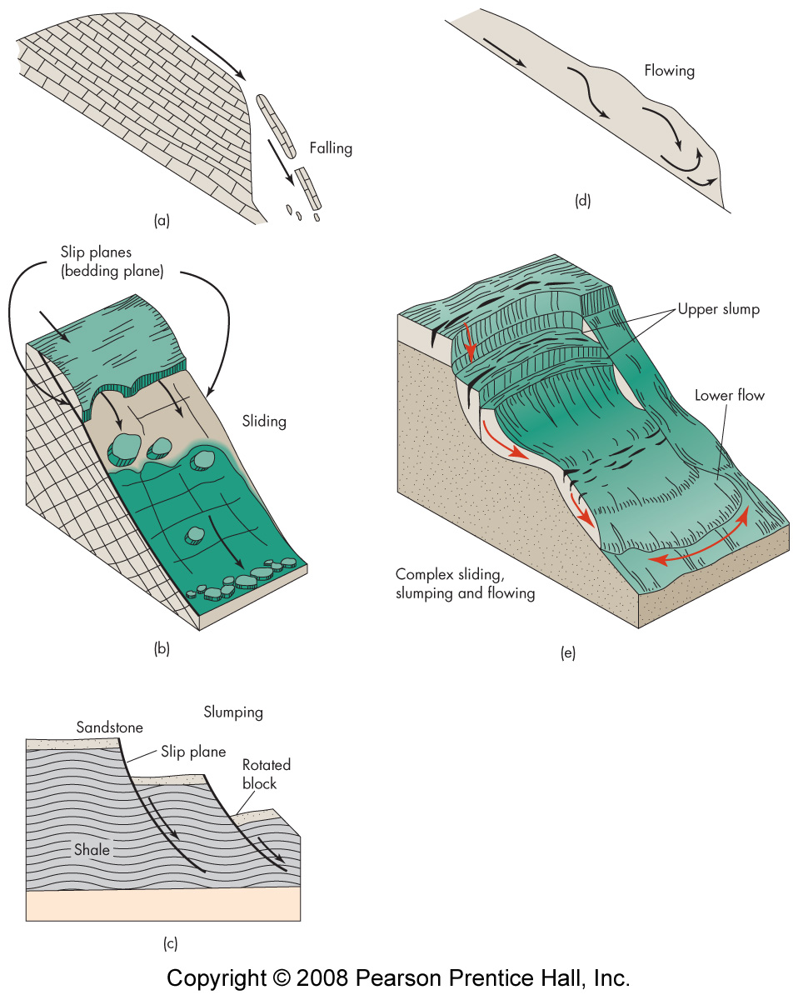 Falling
(a)
Flowing
(d)
Slip planes
(bedding plane)
Sliding
(b)
Upper slump
Lower flow
Complex sliding,
slumping and flowing
(e)
Slumping
Sandstone
Slip plane
Rotated
block
Shale
(c)
Copyright © 2008 Pearson Prentice Hall, Inc.